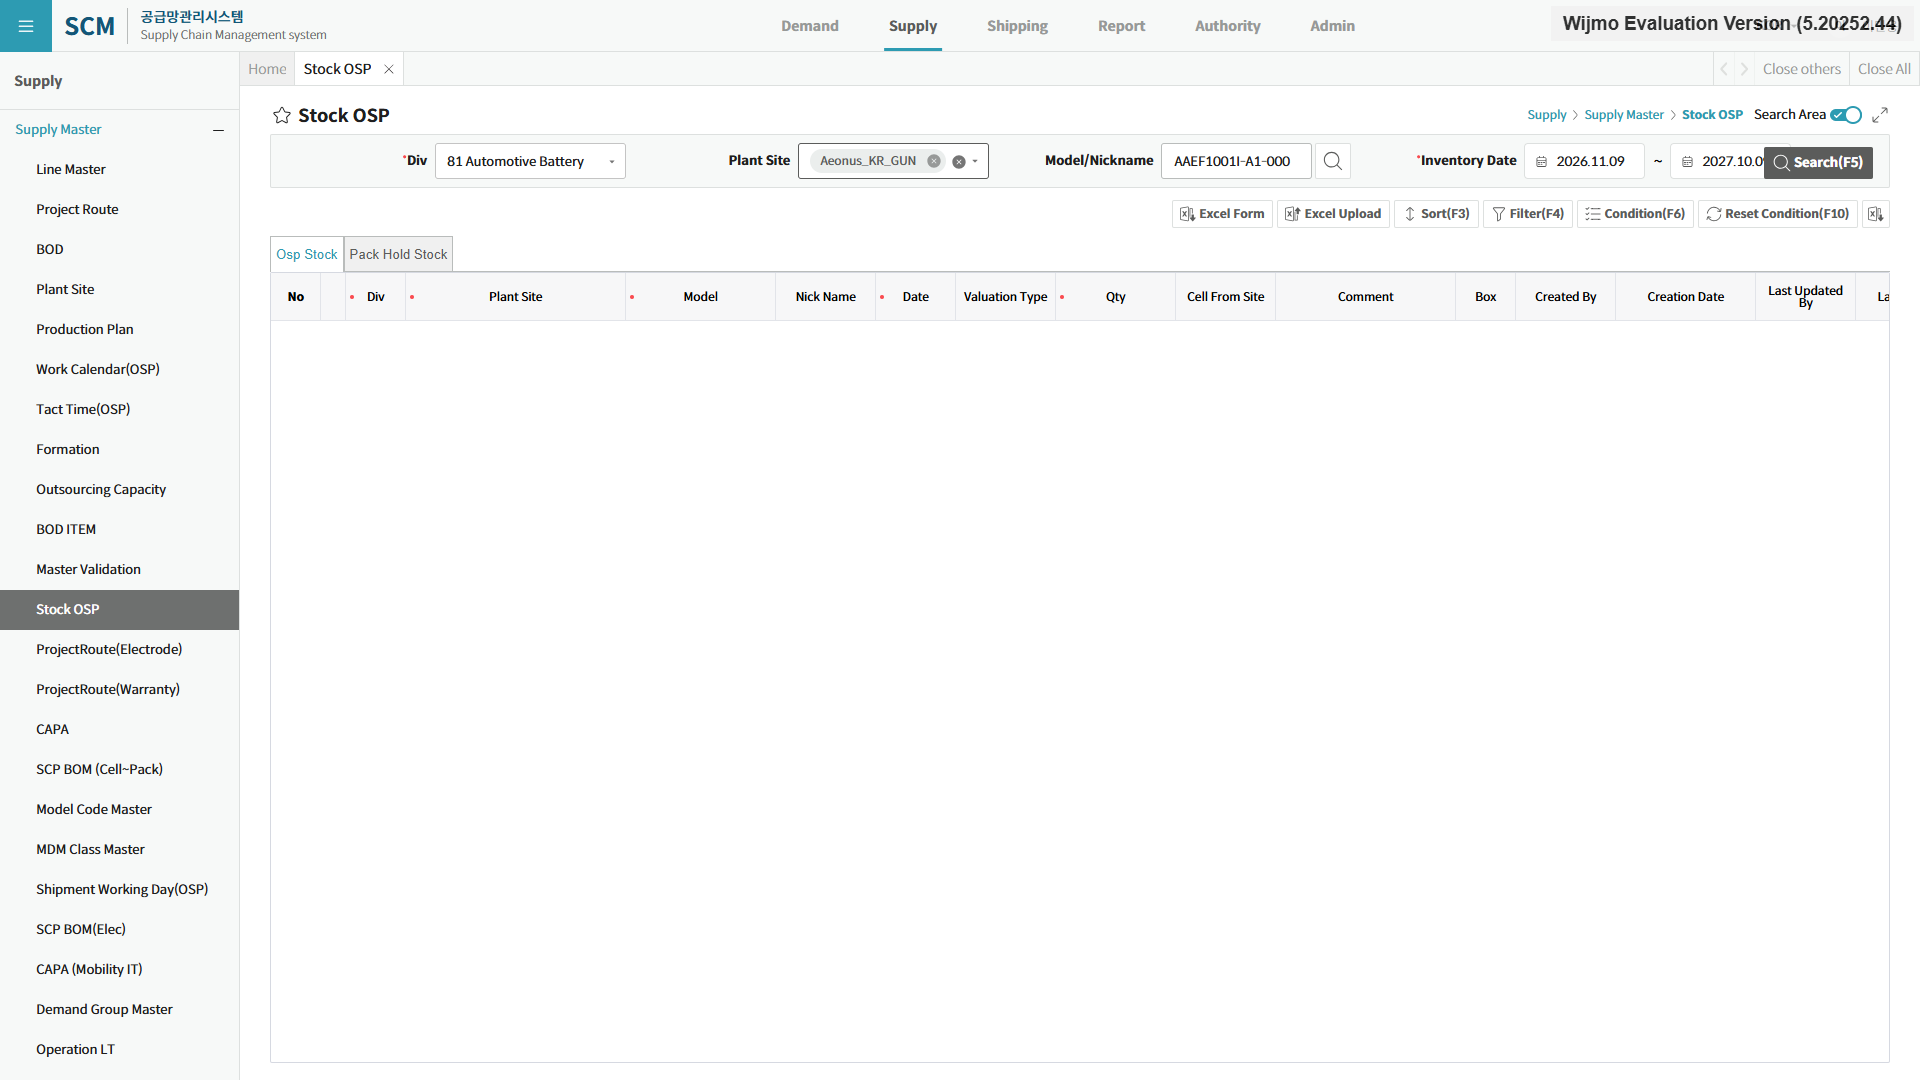 SCM
공급망관리시스템
Supply Chain Management system
Demand
Supply
Shipping
Report
Authority
Admin
Wijmo Evaluation Version (5.20252.44)
Supply
Home
Stock OSP
Close others
Close All
Supply Master
Line Master
Project Route
BOD
Plant Site
Production Plan
Work Calendar(OSP)
Tact Time(OSP)
Formation
Outsourcing Capacity
BOD ITEM
Master Validation
Stock OSP
ProjectRoute(Electrode)
ProjectRoute(Warranty)
CAPA
SCP BOM (Cell~Pack)
Model Code Master
MDM Class Master
Shipment Working Day(OSP)
SCP BOM(Elec)
CAPA (Mobility IT)
Demand Group Master
Operation LT
Stock OSP
Supply > Supply Master > Stock OSP
Search Area
*Div
81 Automotive Battery
Plant Site
Aeonus_KR_GUN
Model/Nickname
AAEF1001I-A1-000
*Inventory Date
2026.11.09
~
2027.10.0
Search(F5)
Excel Form
Excel Upload
Sort(F3)
Filter(F4)
Condition(F6)
Reset Condition(F10)
Osp Stock
Pack Hold Stock
No
Div
Plant Site
Model
Nick Name
Date
Valuation Type
Qty
Cell From Site
Comment
Box
Created By
Creation Date
Last Updated
By
La